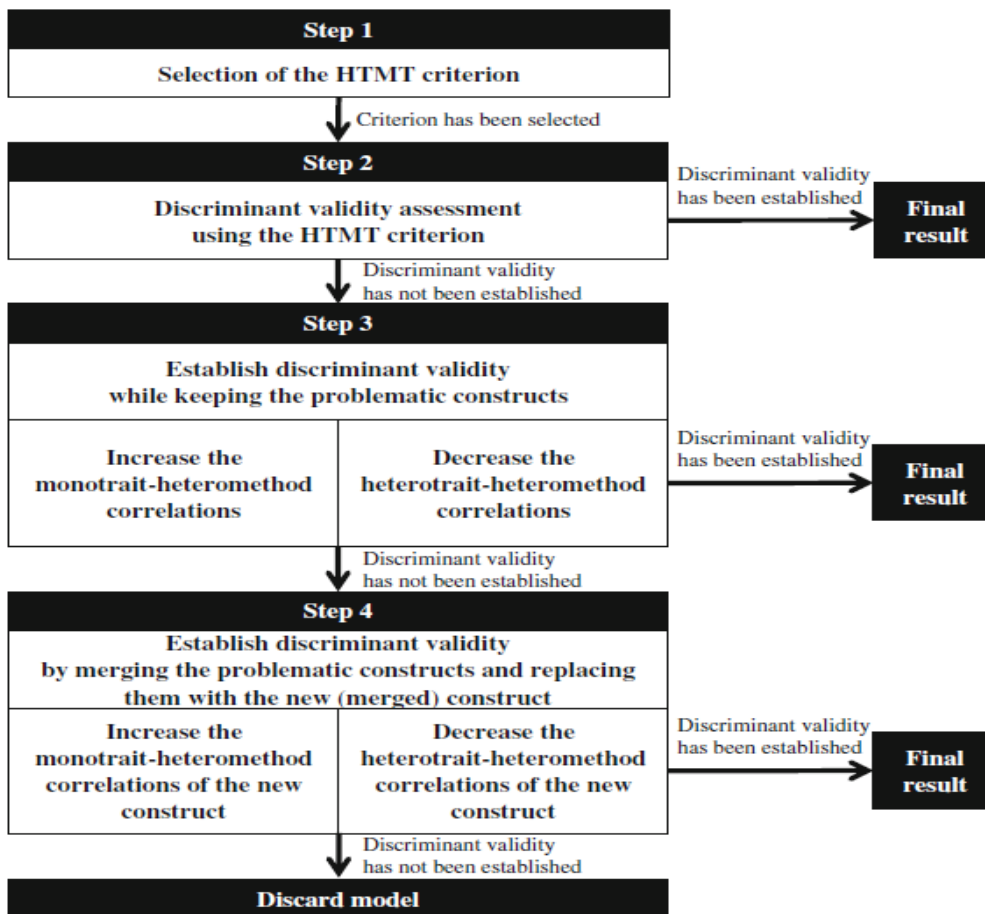 Step 1
Selection of the HTMT criterion
Criterion has been selected
Step 2
Discriminant validity assessment
using the HTMT criterion
Discriminant validity
has been established
Final
result
Discriminant validity
has not been established
Step 3
Establish discriminant validity
while keeping the problematic constructs
Increase the
monotrait-heteromethod
correlations
Decrease the
heterotrait-heteromethod
correlations
Discriminant validity
has been established
Final
result
Discriminant validity
has not been established
Step 4
Establish discriminant validity
by merging the problematic constructs and replacing
them with the new (merged) construct
Increase the
monotrait-heteromethod
correlations of the new
construct
Decrease the
heterotrait-heteromethod
correlations of the new
construct
Discriminant validity
has been established
Final
result
Discriminant validity
has not been established
Discard model